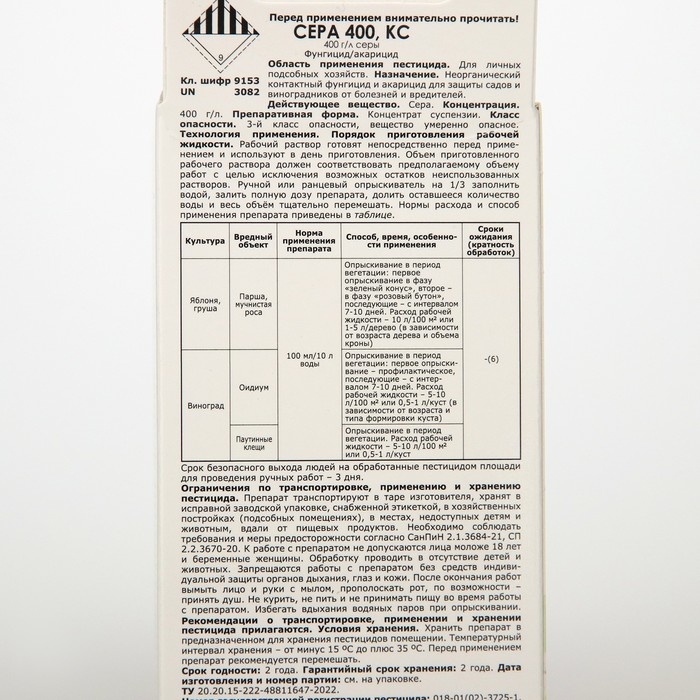 Перед применением внимательно прочитать!
СЕРА 400, КС
400 г/л серы
Фунгицид/акарицид
9
Кл. шифр 9153
UN 3082
Область применения пестицида. Для личных
подсобных хозяйств. Назначение. Неорганический
контактный фунгицид и акарицид для защиты садов и
виноградников от болезней и вредителей.
Действующее вещество. Сера. Концентрация.
400 г/л. Препаративная форма. Концентрат суспензии. Класс
опасности. 3-й класс опасности, вещество умеренно опасное.
Технология применения. Порядок приготовления рабочей
жидкости. Рабочий раствор готовят непосредственно перед приме-
нением и используют в день приготовления. Объем приготовленного
рабочего раствора должен соответствовать предполагаемому объему
работ с целью исключения возможных остатков неиспользованных
растворов. Ручной или ранцевый опрыскиватель на 1/3 заполнить
водой, залить полную дозу препарата, долить оставшееся количество
воды и весь объём тщательно перемешать. Нормы расхода и способ
применения препарата приведены в таблице.
Культура
Вредный
объект
Норма
применения
препарата
Способ, время, особенно-
сти применения
Сроки
ожидания
(кратность
обработок)
Яблоня,
груша
Парша,
мучнистая
роса
100 мл/10 л
воды
Опрыскивание в период
вегетации: первое
опрыскивание в фазу
«зеленый конус», второе –
в фазу «розовый бутон»,
последующие – с интервалом
7-10 дней. Расход рабочей
жидкости – 10 л/100 м² или
1-5 л/дерево (в зависимости
от возраста дерева и объема
кроны)
-(6)
Виноград
Оидиум
Опрыскивание в период
вегетации: первое опрыски-
вание – профилактическое,
последующие – с интер-
валом 7-10 дней. Расход
рабочей жидкости – 5-10
л/100 м² или 0,5-1 л/куст (в
зависимости от возраста и
типа формировки куста)
Паутинные
клещи
Опрыскивание в период
вегетации. Расход рабочей
жидкости – 5-10 л/100 м²
или 0,5-1 л/куст
Срок безопасного выхода людей на обработанные пестицидом площади
для проведения ручных работ – 3 дня.
Ограничения по транспортировке, применению и хранению
пестицида. Препарат транспортируют в таре изготовителя, хранят в
исправной заводской упаковке, снабженной этикеткой, в хозяйственных
постройках (подсобных помещениях), в местах, недоступных детям и
животным, вдали от пищевых продуктов. Необходимо соблюдать
требования и меры предосторожности согласно СанПиН 2.1.3684-21, СП
2.2.3670-20. К работе с препаратом не допускаются лица моложе 18 лет
и беременные женщины. Обработку проводить в отсутствие детей и
животных. Запрещаются работы с препаратом без средств индиви-
дуальной защиты органов дыхания, глаз и кожи. После окончания работ
вымыть лицо и руки с мылом, прополоскать рот, по возможности –
принять душ. Не курить, не пить и не принимать пищу во время работы
с препаратом. Избегать вдыхания водяных паров при опрыскивании.
Рекомендации о транспортировке, применении и хранении
пестицида прилагаются. Условия хранения. Хранить препарат в
предназначенном для хранения пестицидов помещении. Температурный
интервал хранения – от минус 15 ºС до плюс 35 ºС. Перед применением
препарат рекомендуется перемешать.
Срок годности: 2 года. Гарантийный срок хранения: 2 года. Дата
изготовления и номер партии: см. на упаковке.
ТУ 20.20.15-222-48811647-2022.
регистрации пестицида: 018-01(02)-3725-1.